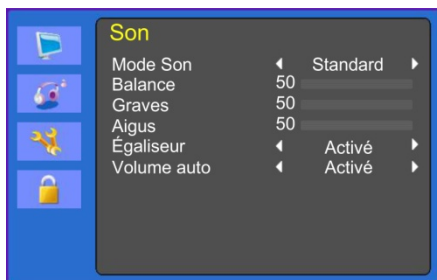 Son
Mode Son Standard
Balance 50
Graves 50
Aigus 50
Égaliseur Activé
Volume auto Activé